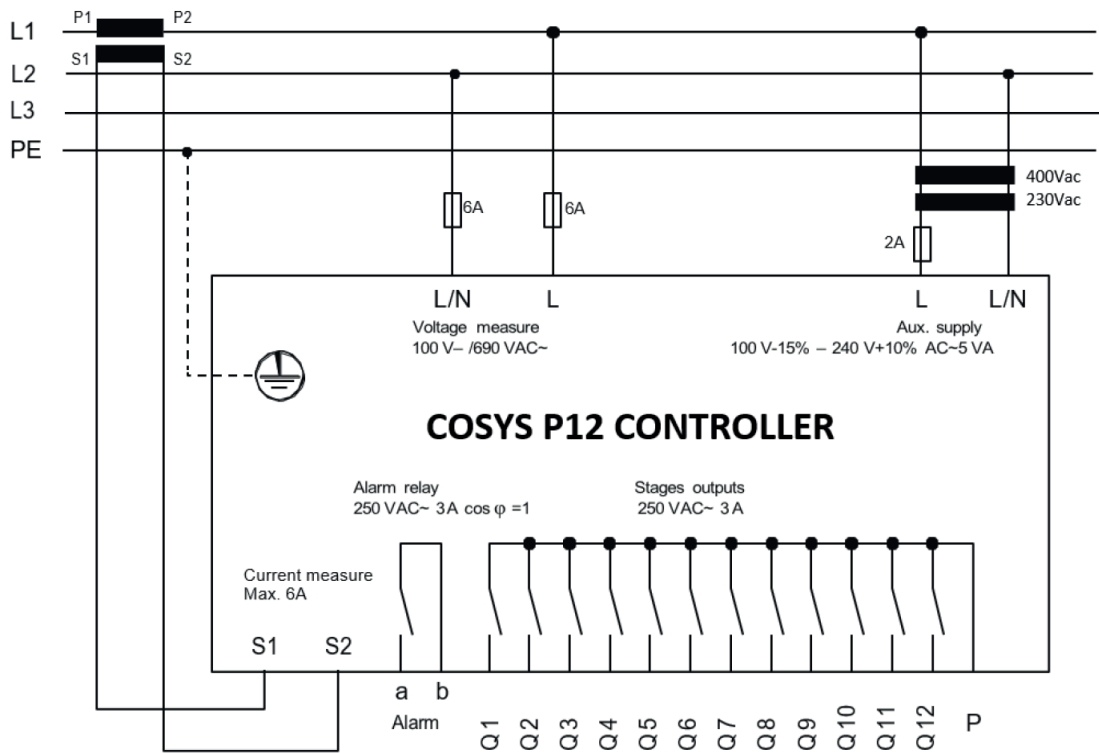 P1 P2
L1
S1 S2
L2
L3
PE
400Vac
230Vac
6A 6A
2A
L/N L L L/N
Voltage measure
100 V– /690 VAC~
Aux. supply
100 V-15% – 240 V+10% AC~5 VA
COSYS P12 CONTROLLER
Alarm relay
250 VAC~ 3A cos φ =1
Stages outputs
250 VAC~ 3 A
Current measure
Max. 6A
S1 S2
a b
Alarm
Q1 Q2 Q3 Q4 Q5 Q6 Q7 Q8 Q9 Q10 Q11 Q12 P